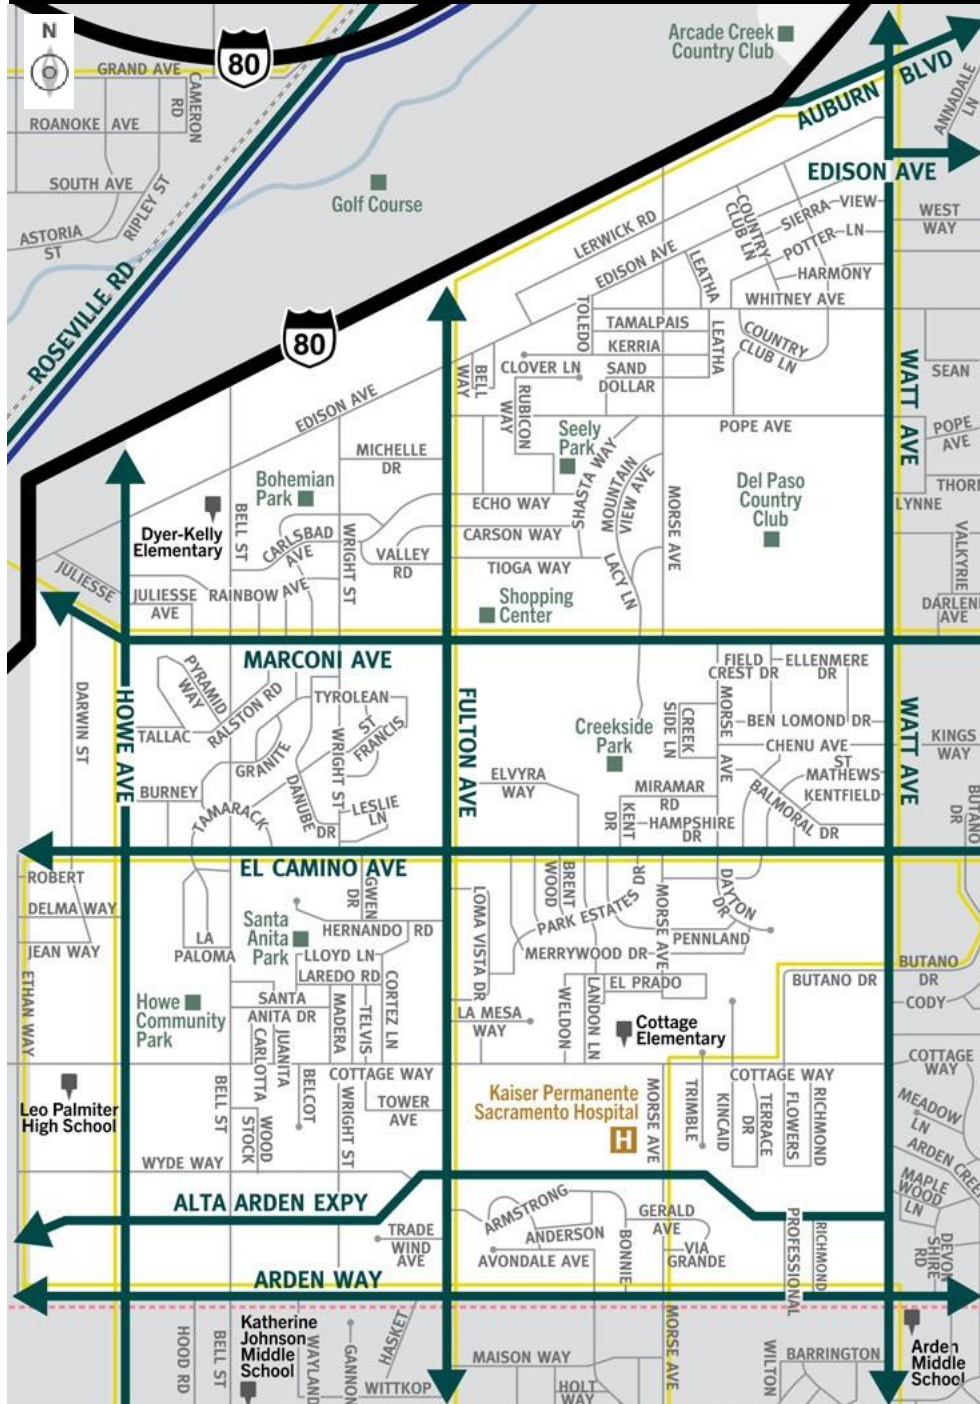 N
80
GRAND AVE
CAMERON
RD
ROANOKE AVE
SOUTH AVE
RIPLEY ST
ASTORIA
ST
ROSEVILLE RD
Golf Course
Arcade Creek
Country Club
AUBURN BLVD
ANNADALE
LN
EDISON AVE
WEST
WAY
80
LERWICK RD
EDISON AVE
COUNTRY
CLUB LN
SIERRA VIEW
POTTER LN
HARMONY
WHITNEY AVE
LEATHA
TOLEDO
TAMALPAIS
KERRIA
LEATHA
COUNTRY
CLUB LN
CLOVER LN
SAND
DOLLAR
BELL
WAY
RUBICON
WAY
WATT AVE
SEAN
POPE
AVE
THOR
LYNNE
EDISON AVE
MICHELLE
DR
POPE AVE
Seely
Park
SHASTA WAY
MOUNTAIN
VIEW AVE
MORSE AVE
Del Paso
Country
Club
Bohemian
Park
Dyer-Kelly
Elementary
BELL ST
CARLSBAD
AVE
WRIGHT ST
VALLEY
RD
ECHO WAY
CARSON WAY
TIOGA WAY
LACY LN
VALKYRIE
DARLENE
AVE
JULIESSE
JULIESSE
AVE
RAINBOW AVE
Shopping
Center
MARCONI AVE
HOWE AVE
FULTON AVE
WATT AVE
DARWIN ST
PYRAMID
WAY
TALLAC
RALSTON RD
TYROLEAN
ST
FRANCIS
GRANITE
WRIGHT ST
BURNEY
TAMARACK
DANUBE
DR
LESLIE
LN
FIELD
CREST DR
ELLENMERE
DR
CREEK
SIDE LN
MORSE
AVE
BEN LOMOND DR
CHENU AVE
ST
MATHEWS
KENTFIELD
BALMORAL DR
Creekside
Park
ELVYRA
WAY
MIRAMAR
RD
KENT
DR
HAMPSHIRE
DR
KINGS
WAY
BUTANO
DR
EL CAMINO AVE
ROBERT
DELMA WAY
JEAN WAY
ETHAN WAY
LA
PALOMA
Santa
Anita
Park
GWEN
DR
HERNANDO RD
LLOYD LN
LAREDO RD
SANTA
ANITA DR
MADERA
TELVIS
CORTEZ LN
CARLOTTA
JUANITA
Howe
Community
Park
LOMA VISTA DR
BRENT
WOOD
DR
PARK ESTATES
MORSE AVE
DAYTON
DR
PENNLAND
MERRYWOOD DR
EL PRADO
LANDON LN
WELDON
LA MESA
WAY
Cottage
Elementary
BUTANO DR
BUTANO
DR
CODY
Leo Palmiter
High School
BELL ST
BELCOT
WOOD
STOCK
WRIGHT ST
COTTAGE WAY
TOWER
AVE
WYDE WAY
Kaiser Permanente
Sacramento Hospital
H
MORSE AVE
TRIMBLE
KINCAID
COTTAGE WAY
TERRACE
DR
FLOWERS
RICHMOND
COTTAGE
WAY
MEADOW
LN
ARDEN CREE
MAPLE
WOOD
LN
DEVON
SHIRE
RD
ALTA ARDEN EXPY
TRADE
WIND
AVE
ARMSTRONG
ANDERSON
AVONDALE AVE
BONNIE
GERALD
AVE
VIA
GRANDE
PROFESSIONAL
RICHMOND
ARDEN WAY
Katherine
Johnson
Middle
School
HOOD RD
BELL ST
WAYLAND
GANNON
HASKET
WITTKOP
MAISON WAY
HOLT
WAY
MORSE AVE
WILTON
BARRINGTON
Arden
Middle
School